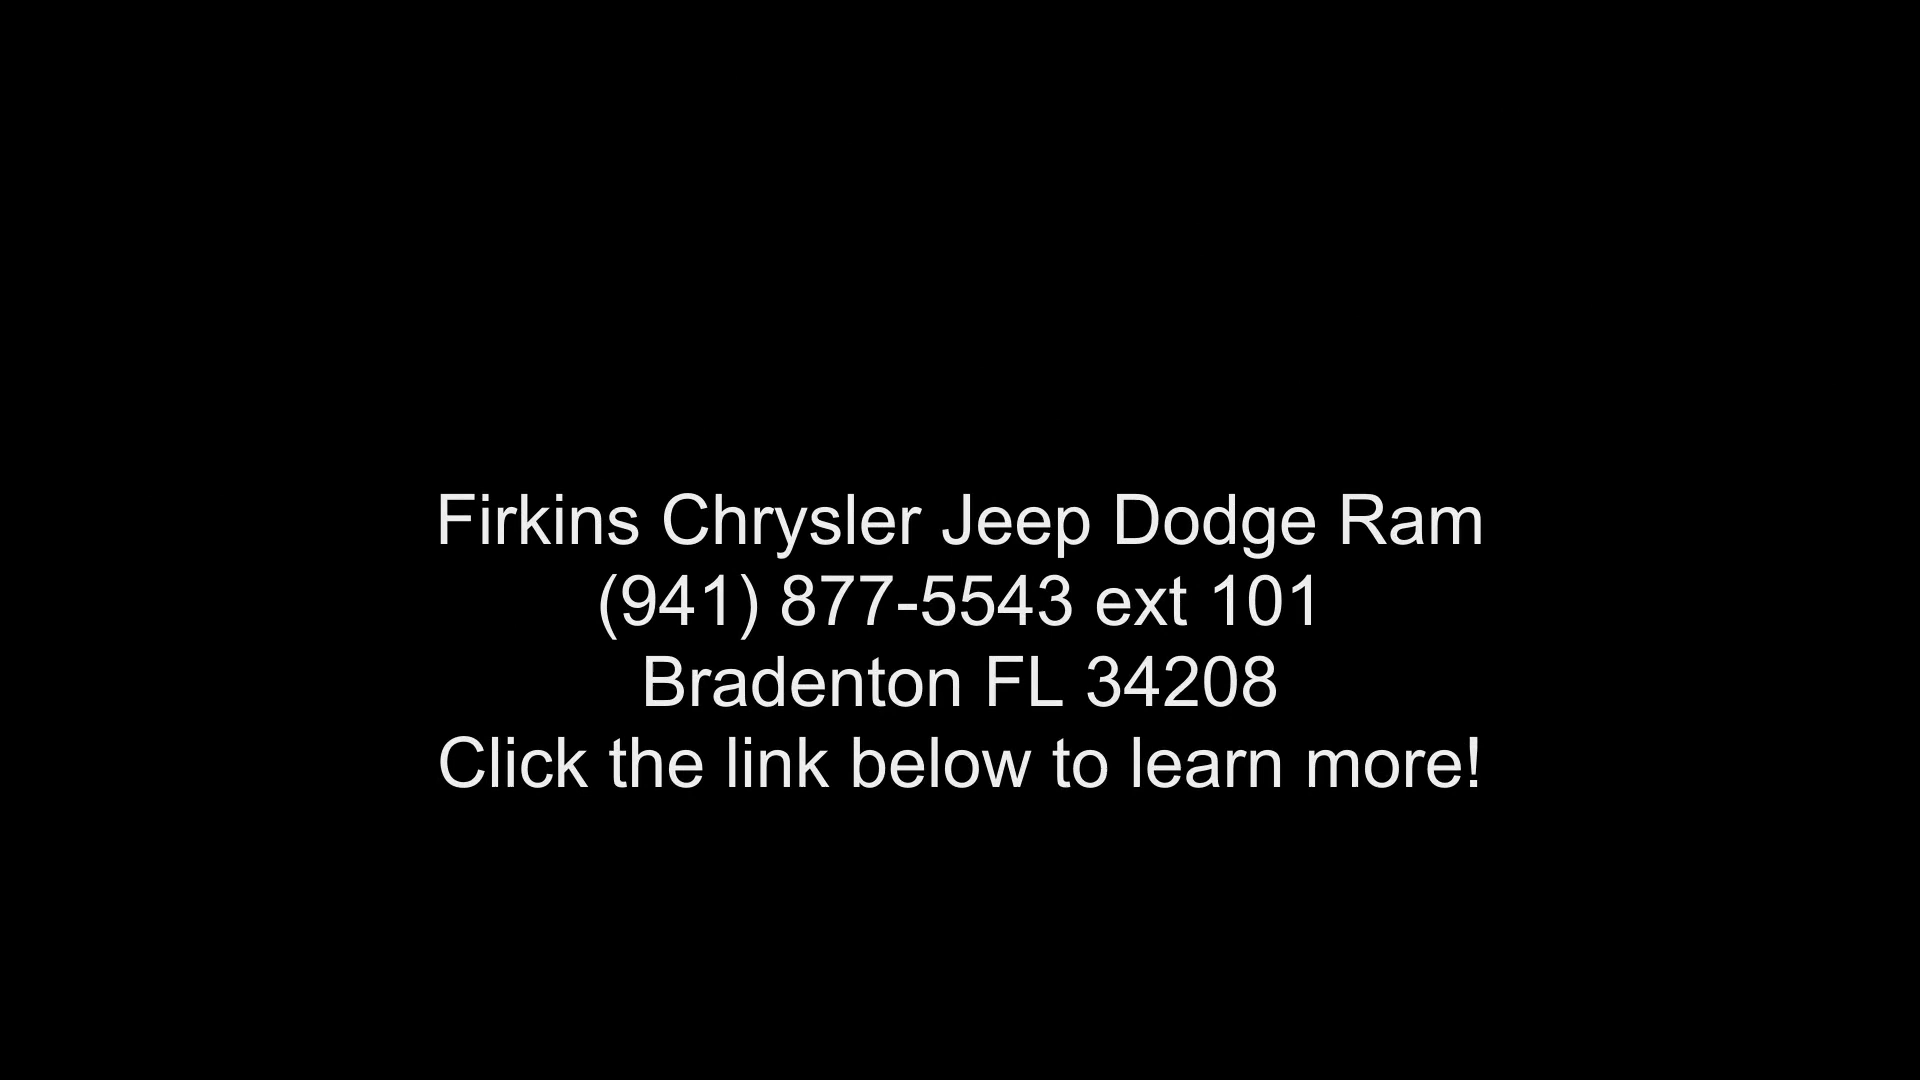 Firkins Chrysler Jeep Dodge Ram
(941) 877-5543 ext 101
Bradenton FL 34208
Click the link below to learn more!